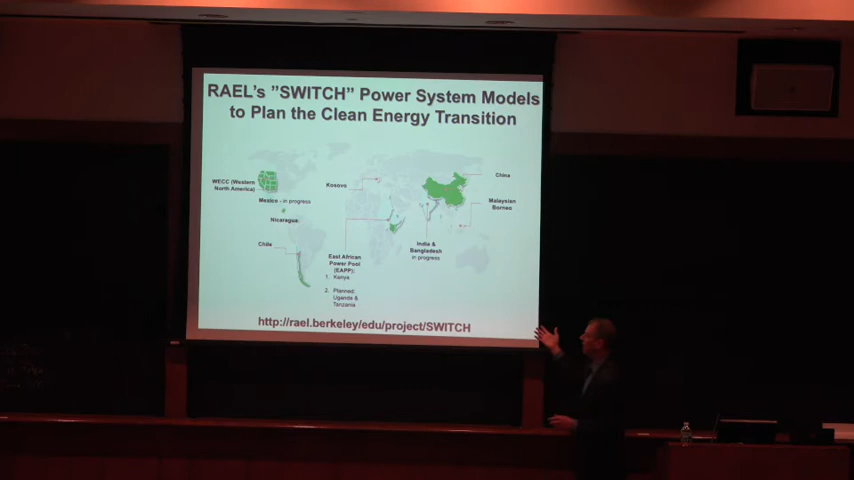 RAEL's "SWITCH" Power System Models
to Plan the Clean Energy Transition
WECC (Western
North America)
Mexico - in progress
Nicaragua:
Chile
Kosovo
East African
Power Pool
(EAPP):
1. Kenya
2. Planned:
Uganda &
Tanzania
India &
Bangladesh
in progress
China
Malaysian
Borneo
http://rael.berkeley/edu/project/SWITCH